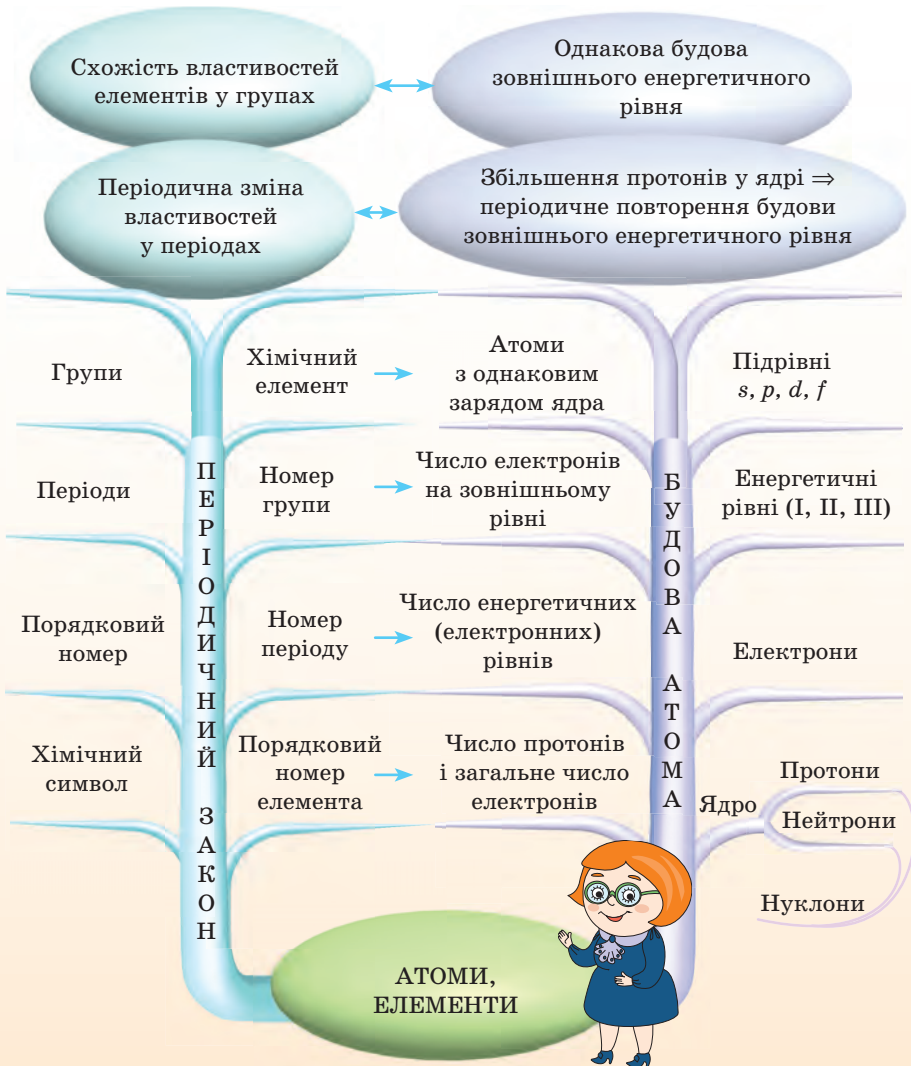 Схожість властивостей
елементів у групах
Однакова будова
зовнішнього енергетичного
рівня
Періодична зміна
властивостей
у періодах
Збільшення протонів у ядрі ⇒
періодичне повторення будови
зовнішнього енергетичного рівня
Групи
Хімічний
елемент
Атоми
з однаковим
зарядом ядра
Підрівні
s, p, d, f
Періоди
Номер
групи
Число електронів
на зовнішньому
рівні
Енергетичні
рівні (I, II, III)
Порядковий
номер
Номер
періоду
Число енергетичних
(електронних)
рівнів
Електрони
Хімічний
символ
Порядковий
номер
елемента
Число протонів
і загальне число
електронів
Ядро
Протони
Нейтрони
Нуклони
ПЕРІОДИЧНИЙ ЗАКОН
БУДОВА АТОМА
АТОМИ,
ЕЛЕМЕНТИ